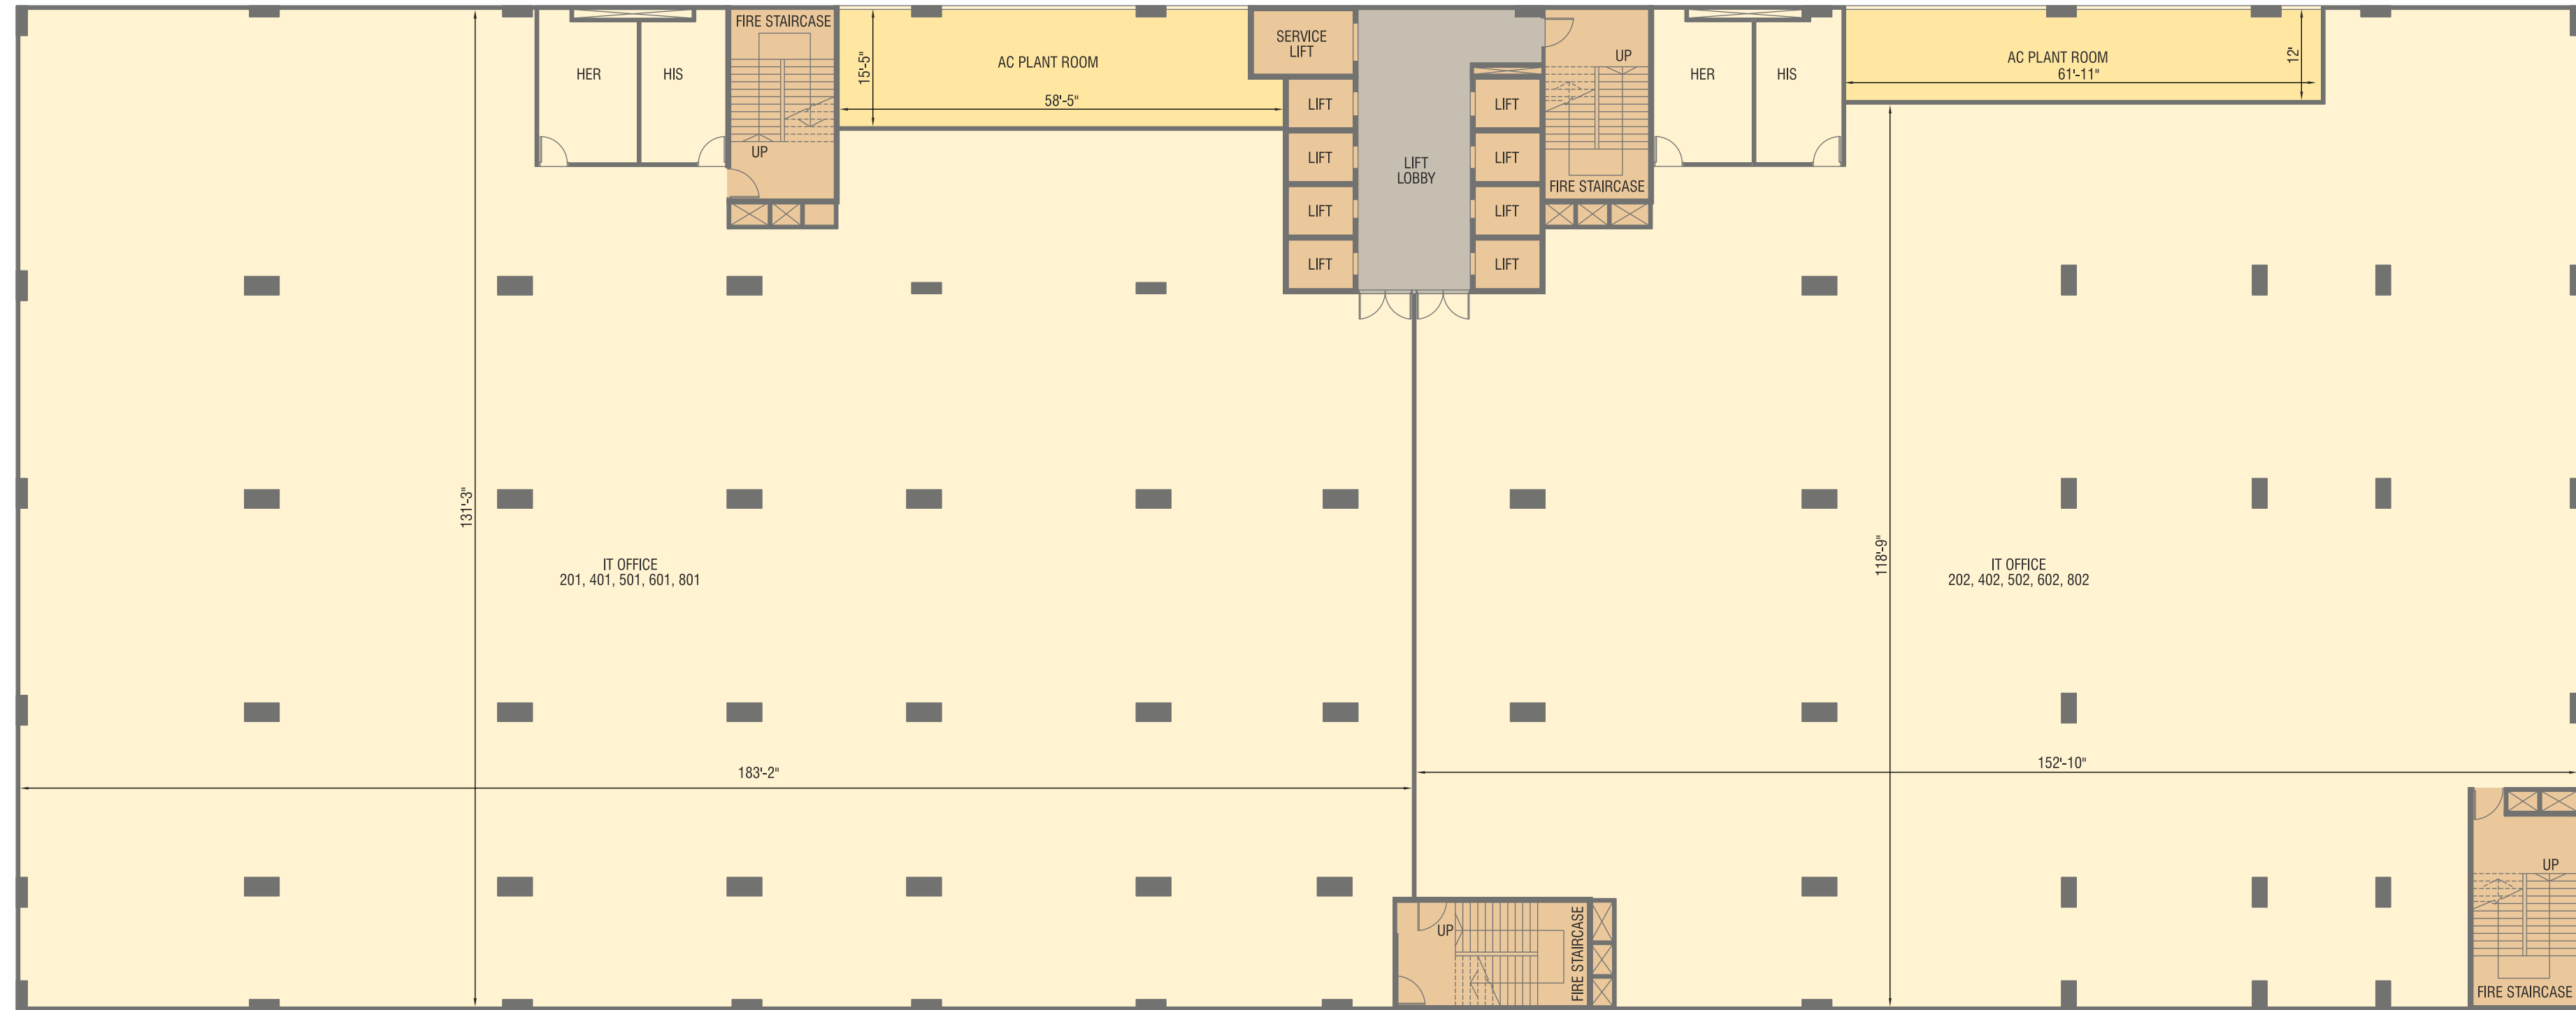 FIRE STAIRCASE
UP
HER
HIS
15'-5"
AC PLANT ROOM
58'-5"
SERVICE
LIFT
LIFT
LIFT
LIFT
LIFT
LIFT
LOBBY
LIFT
LIFT
LIFT
LIFT
UP
FIRE STAIRCASE
HER
HIS
AC PLANT ROOM
61'-11"
12'
131'-3"
IT OFFICE
201, 401, 501, 601, 801
118'-9"
IT OFFICE
202, 402, 502, 602, 802
183'-2"
152'-10"
UP
FIRE STAIRCASE
UP
FIRE STAIRCASE